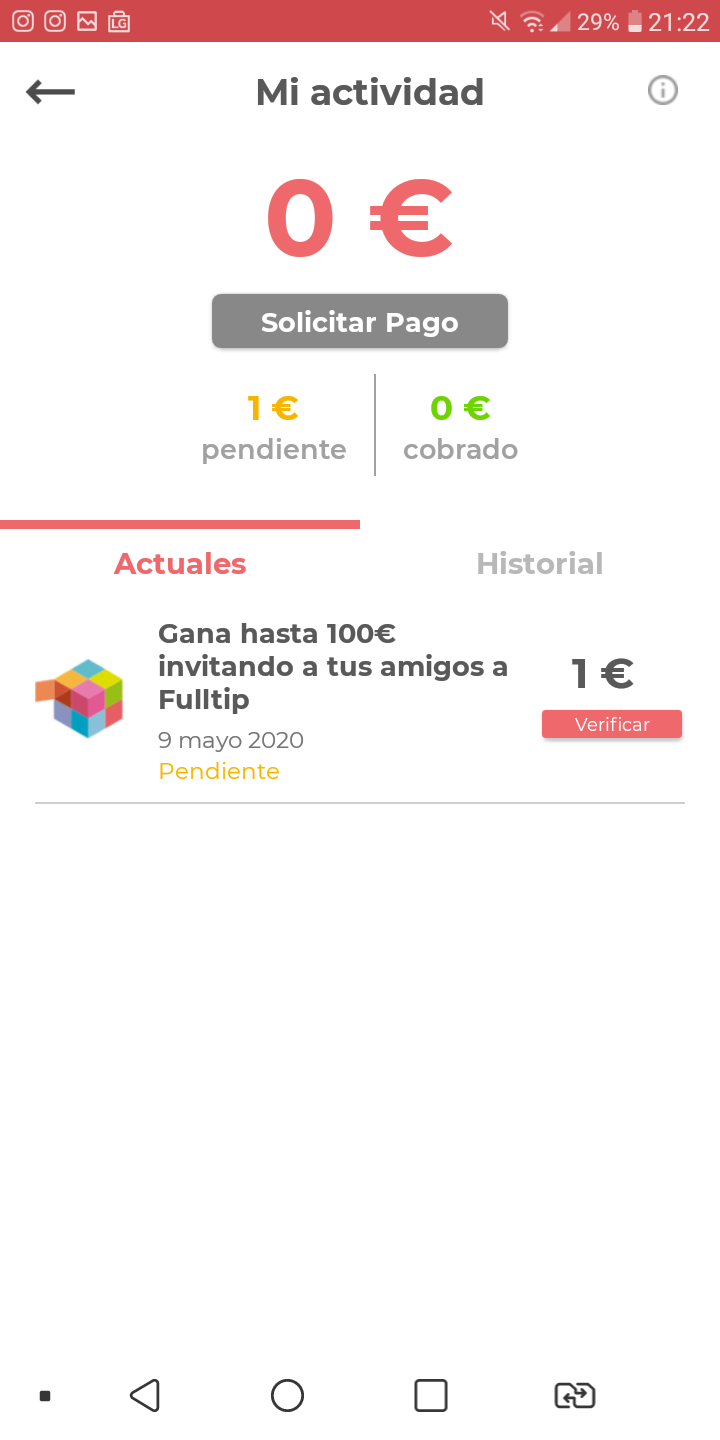 LG 29% 21:22
Mi actividad
0 €
Solicitar Pago
1 € 0 €
pendiente cobrado
Actuales Historial
Gana hasta 100€
invitando a tus amigos a
Fulltip
1 €
Verificar
9 mayo 2020
Pendiente